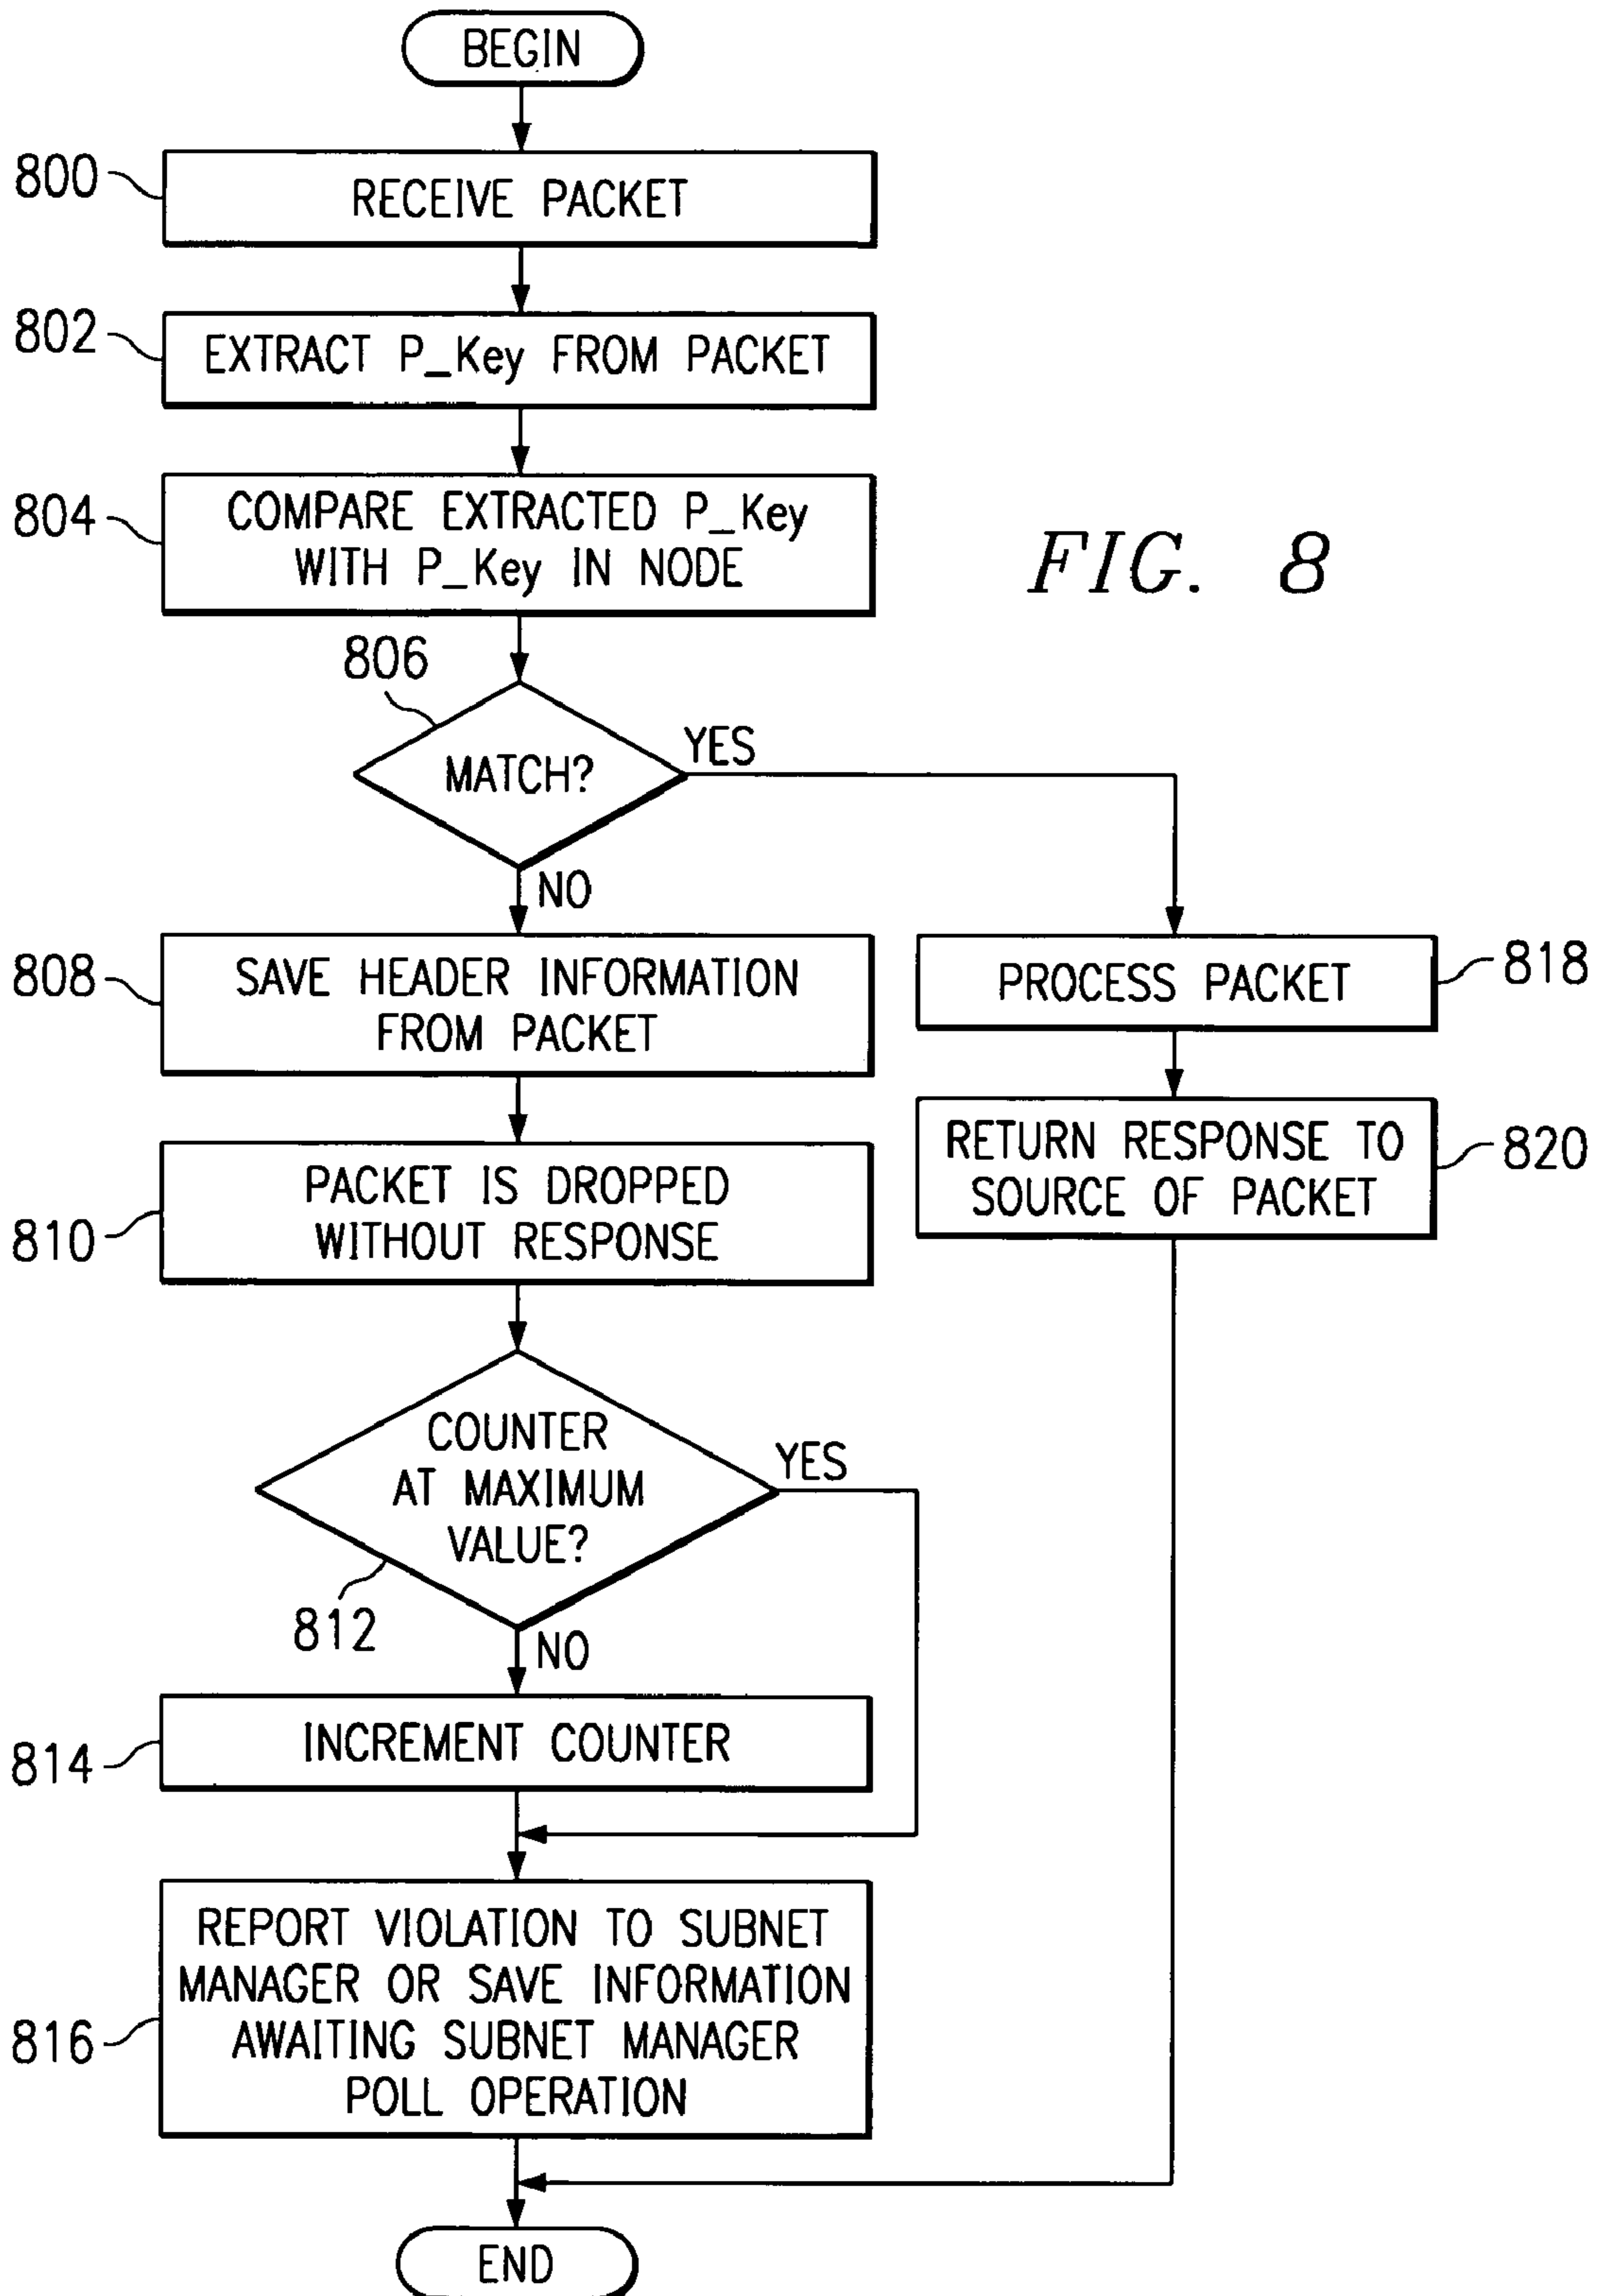 BEGIN
800
RECEIVE PACKET
802
EXTRACT P_Key FROM PACKET
804
COMPARE EXTRACTED P_Key
WITH P_Key IN NODE
FIG. 8
806
MATCH?
YES
NO
808
SAVE HEADER INFORMATION
FROM PACKET
PROCESS PACKET
818
810
PACKET IS DROPPED
WITHOUT RESPONSE
RETURN RESPONSE TO
SOURCE OF PACKET
820
COUNTER
AT MAXIMUM
VALUE?
YES
812
NO
814
INCREMENT COUNTER
816
REPORT VIOLATION TO SUBNET
MANAGER OR SAVE INFORMATION
AWAITING SUBNET MANAGER
POLL OPERATION
END